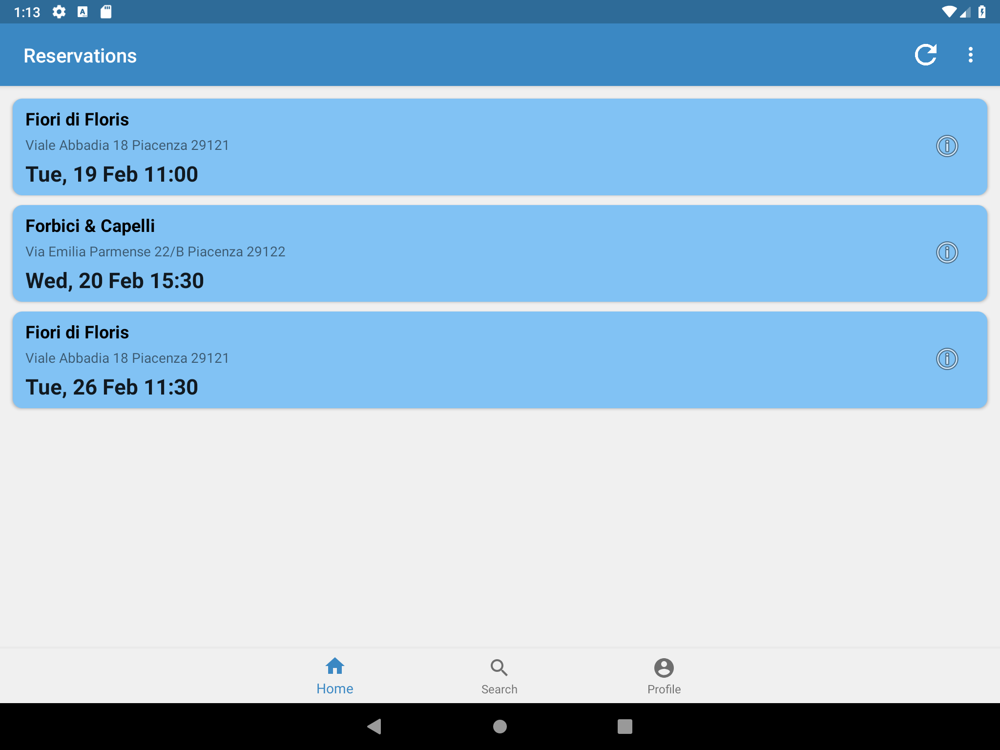 1:13
Reservations
Fiori di Floris
Viale Abbadia 18 Piacenza 29121
Tue, 19 Feb 11:00
Forbici & Capelli
Via Emilia Parmense 22/B Piacenza 29122
Wed, 20 Feb 15:30
Fiori di Floris
Viale Abbadia 18 Piacenza 29121
Tue, 26 Feb 11:30
Home
Search
Profile